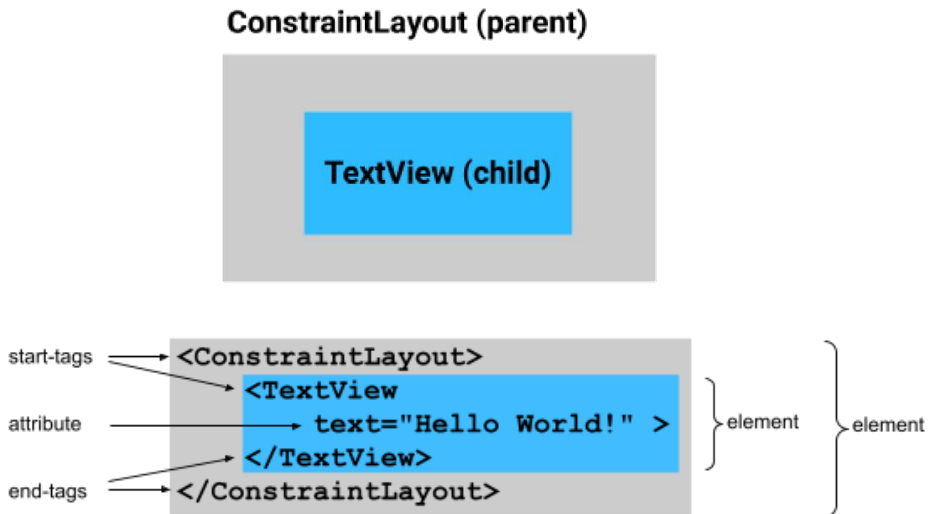 ConstraintLayout (parent)
TextView (child)
start-tags
<ConstraintLayout>
<TextView
attribute
text="Hello World!" >
element
element
</TextView>
end-tags
</ConstraintLayout>